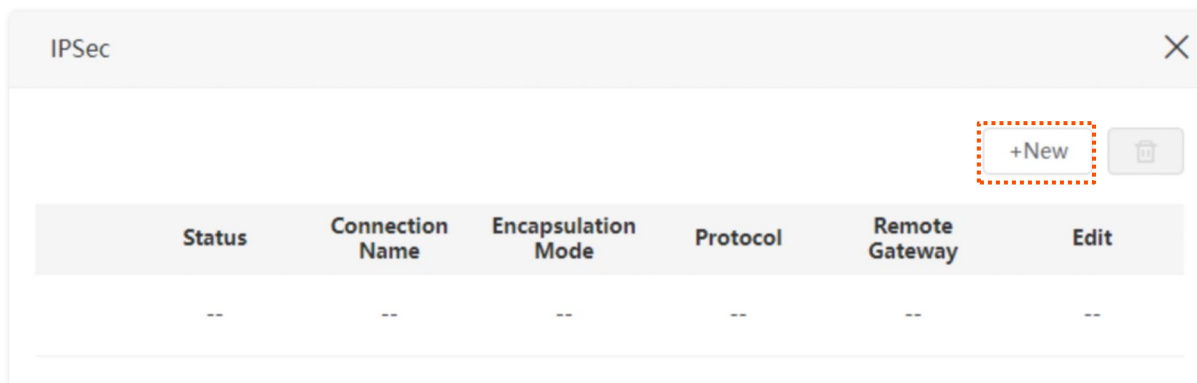 IPSec
+New
Status Connection Name Encapsulation Mode Protocol Remote Gateway Edit
-- -- -- -- -- --